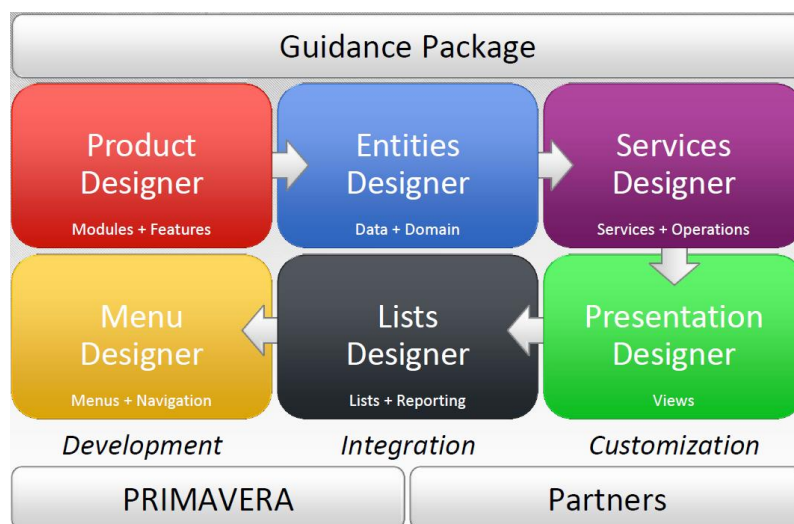 Guidance Package
Product
Designer
Modules + Features
Entities
Designer
Data + Domain
Services
Designer
Services + Operations
Menu
Designer
Menus + Navigation
Lists
Designer
Lists + Reporting
Presentation
Designer
Views
Development
Integration
Customization
PRIMAVERA
Partners